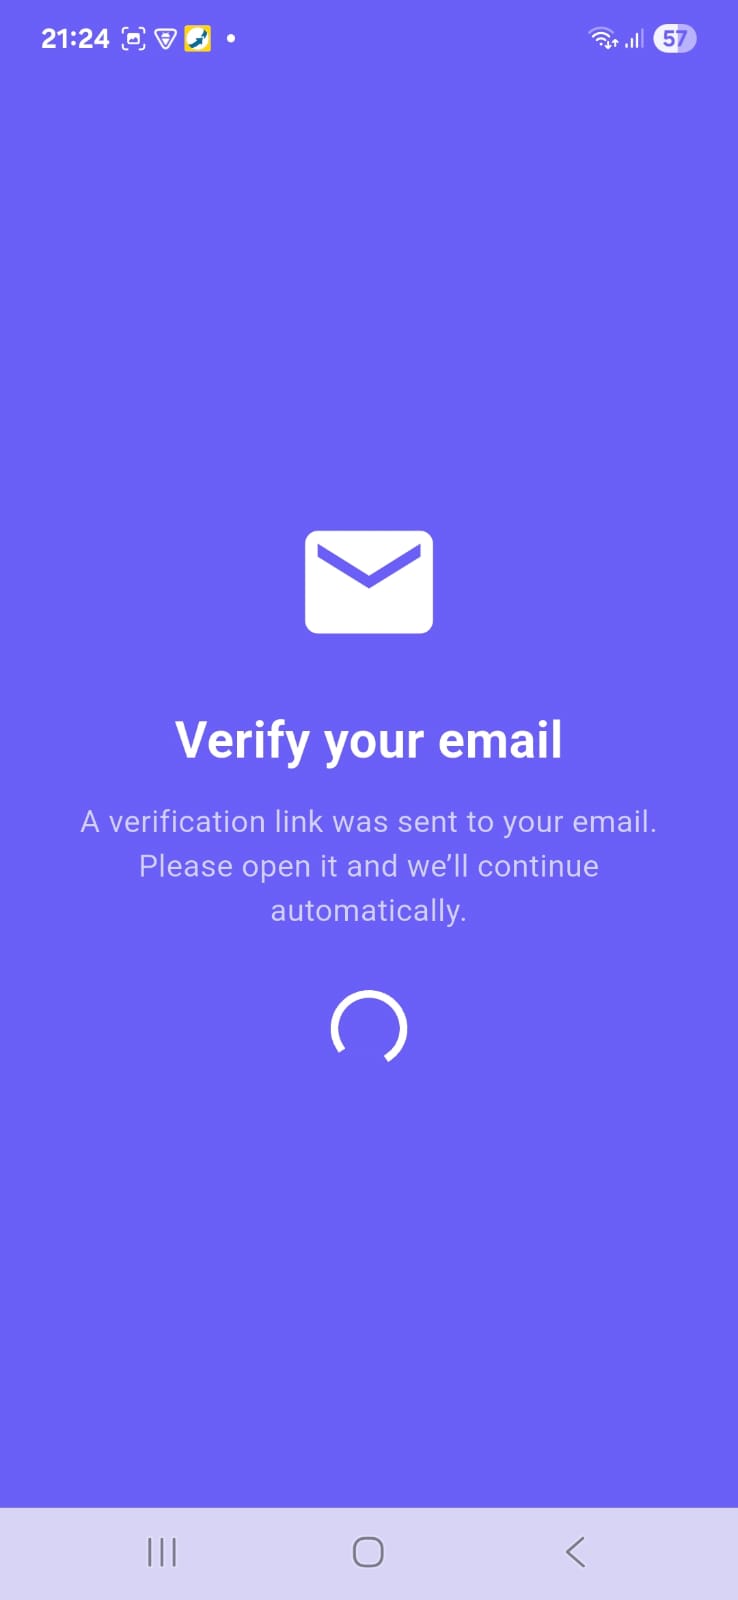 21:24
57
Verify your email
A verification link was sent to your email.
Please open it and we’ll continue
automatically.